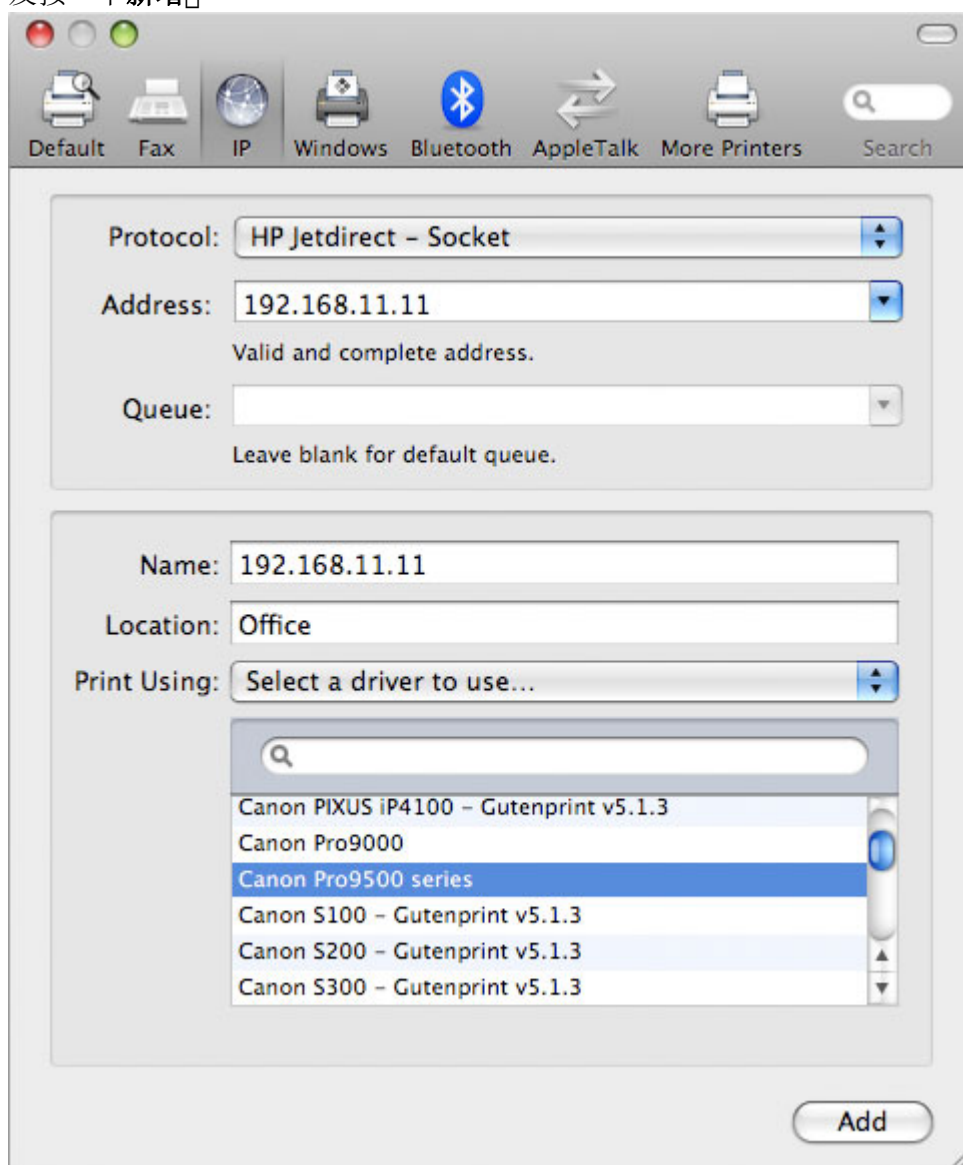 Default Fax IP Windows Bluetooth AppleTalk More Printers Search
Protocol: HP Jetdirect – Socket
Address: 192.168.11.11
Valid and complete address.
Queue:
Leave blank for default queue.
Name: 192.168.11.11
Location: Office
Print Using: Select a driver to use...
Canon PIXUS iP4100 – Gutenprint v5.1.3
Canon Pro9000
Canon Pro9500 series
Canon S100 – Gutenprint v5.1.3
Canon S200 – Gutenprint v5.1.3
Canon S300 – Gutenprint v5.1.3
Add